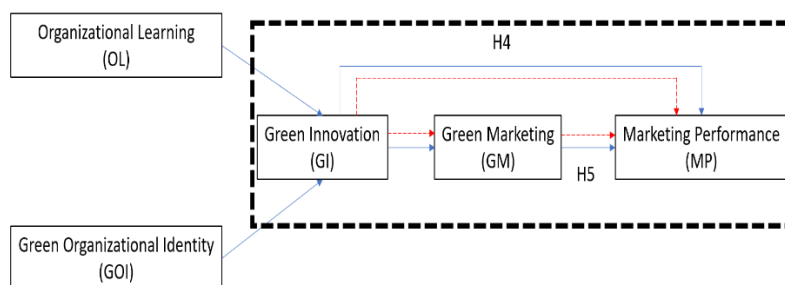 Organizational Learning
(OL)
H4
Green Innovation
(GI)
Green Marketing
(GM)
Marketing Performance
(MP)
H5
Green Organizational Identity
(GOI)